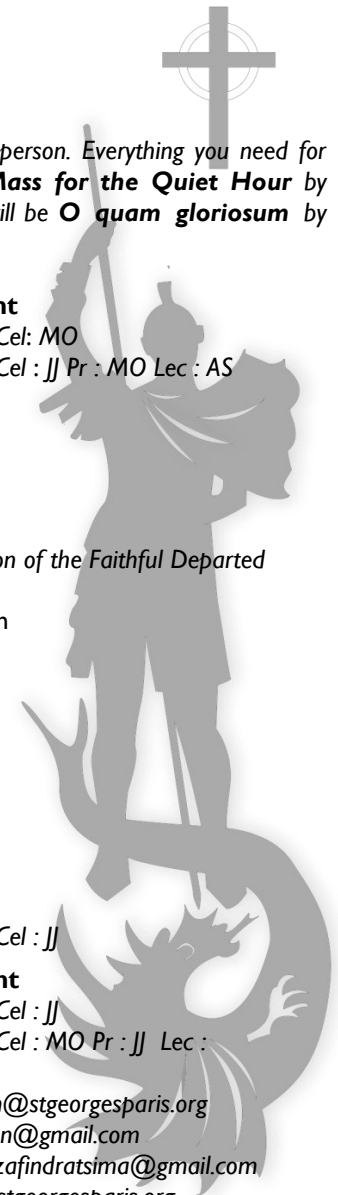 person. Everything you need for
Mass for the Quiet Hour by
ill be O quam gloriosum by
nt
Cel: MO
Cel : JJ Pr : MO Lec : AS
on of the Faithful Departed
n
Cel : JJ
nt
Cel : JJ
Cel : MO Pr : JJ Lec :
n@stgeorgesparis.org
n@gmail.com
zafindratsima@gmail.com
stgeorgesparis.org